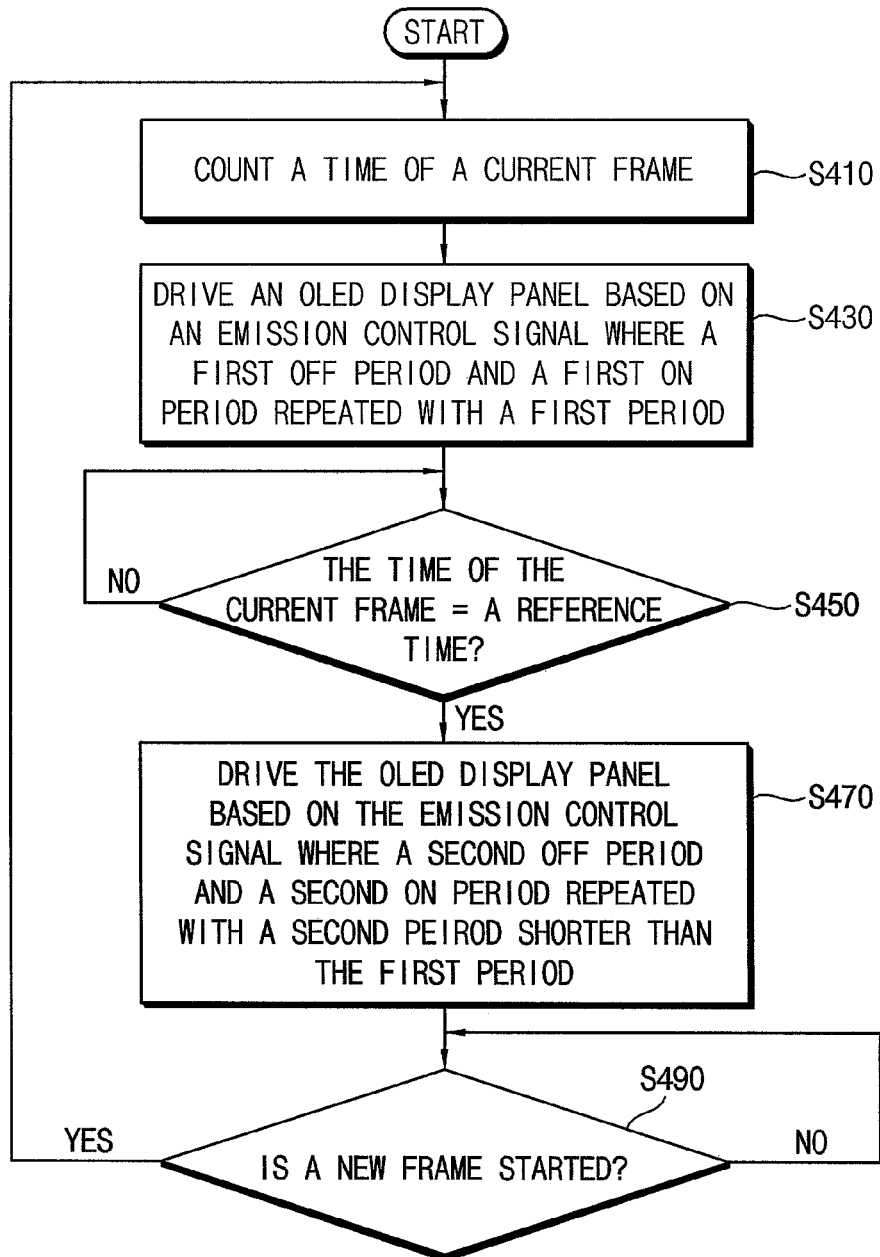 START
COUNT A TIME OF A CURRENT FRAME
S410
DRIVE AN OLED DISPLAY PANEL BASED ON
AN EMISSION CONTROL SIGNAL WHERE A
FIRST OFF PERIOD AND A FIRST ON
PERIOD REPEATED WITH A FIRST PERIOD
S430
NO
THE TIME OF THE
CURRENT FRAME = A REFERENCE
TIME?
S450
YES
DRIVE THE OLED DISPLAY PANEL
BASED ON THE EMISSION CONTROL
SIGNAL WHERE A SECOND OFF PERIOD
AND A SECOND ON PERIOD REPEATED
WITH A SECOND PEIROD SHORTER THAN
THE FIRST PERIOD
S470
S490
YES
IS A NEW FRAME STARTED?
NO